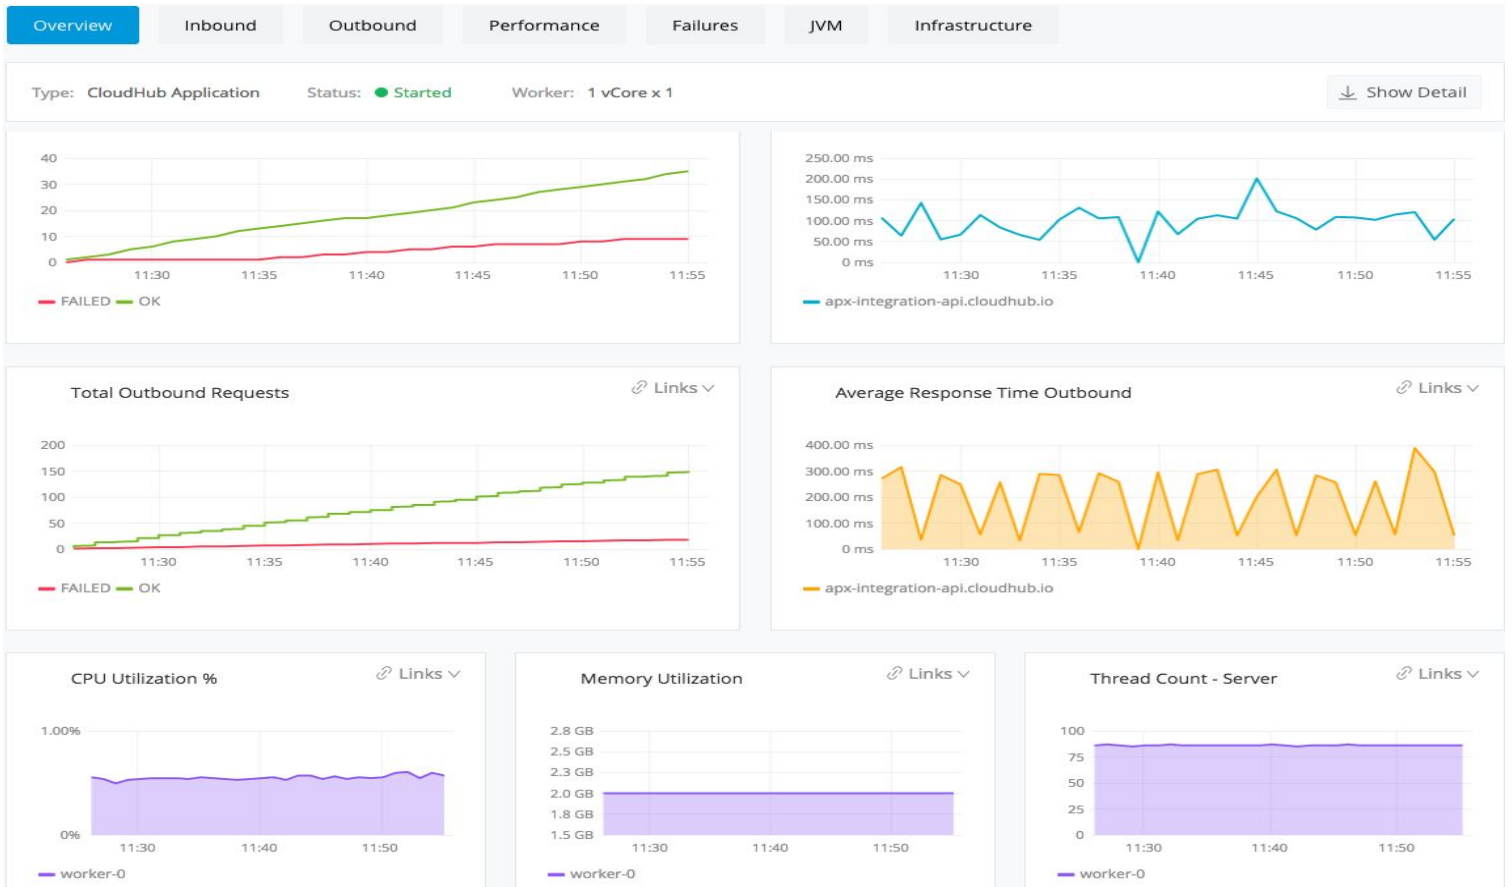 Overview Inbound Outbound Performance Failures JVM Infrastructure
Type: CloudHub Application Status: Started Worker: 1 vCore x 1 Show Detail
40
30
20
10
0
11:30 11:35 11:40 11:45 11:50 11:55
FAILED OK
250.00 ms
200.00 ms
150.00 ms
100.00 ms
50.00 ms
0 ms
11:30 11:35 11:40 11:45 11:50 11:55
apx-integration-api.cloudhub.io
Total Outbound Requests Links
200
150
100
50
0
11:30 11:35 11:40 11:45 11:50 11:55
FAILED OK
Average Response Time Outbound Links
400.00 ms
300.00 ms
200.00 ms
100.00 ms
0 ms
11:30 11:35 11:40 11:45 11:50 11:55
apx-integration-api.cloudhub.io
CPU Utilization % Links
1.00%
0%
11:30 11:40 11:50
worker-0
Memory Utilization Links
2.8 GB
2.5 GB
2.3 GB
2.0 GB
1.8 GB
1.5 GB
11:30 11:40 11:50
worker-0
Thread Count - Server Links
100
75
50
25
0
11:30 11:40 11:50
worker-0